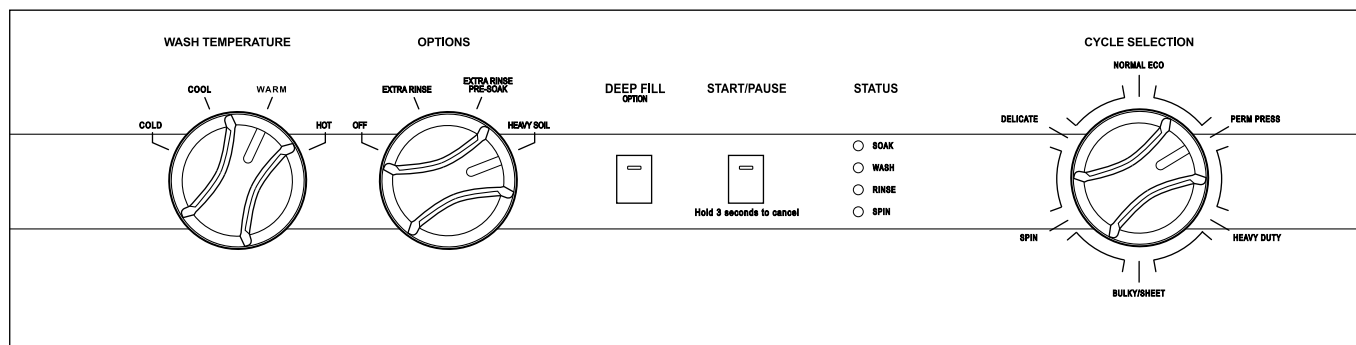 WASH TEMPERATURE
COLD
COOL
WARM
HOT
OPTIONS
OFF
EXTRA RINSE
EXTRA RINSE
PRE-SOAK
HEAVY SOIL
DEEP FILL
OPTION
START/PAUSE
Hold 3 seconds to cancel
STATUS
SOAK
WASH
RINSE
SPIN
CYCLE SELECTION
NORMAL ECO
DELICATE
PERM PRESS
SPIN
HEAVY DUTY
BULKY/SHEET